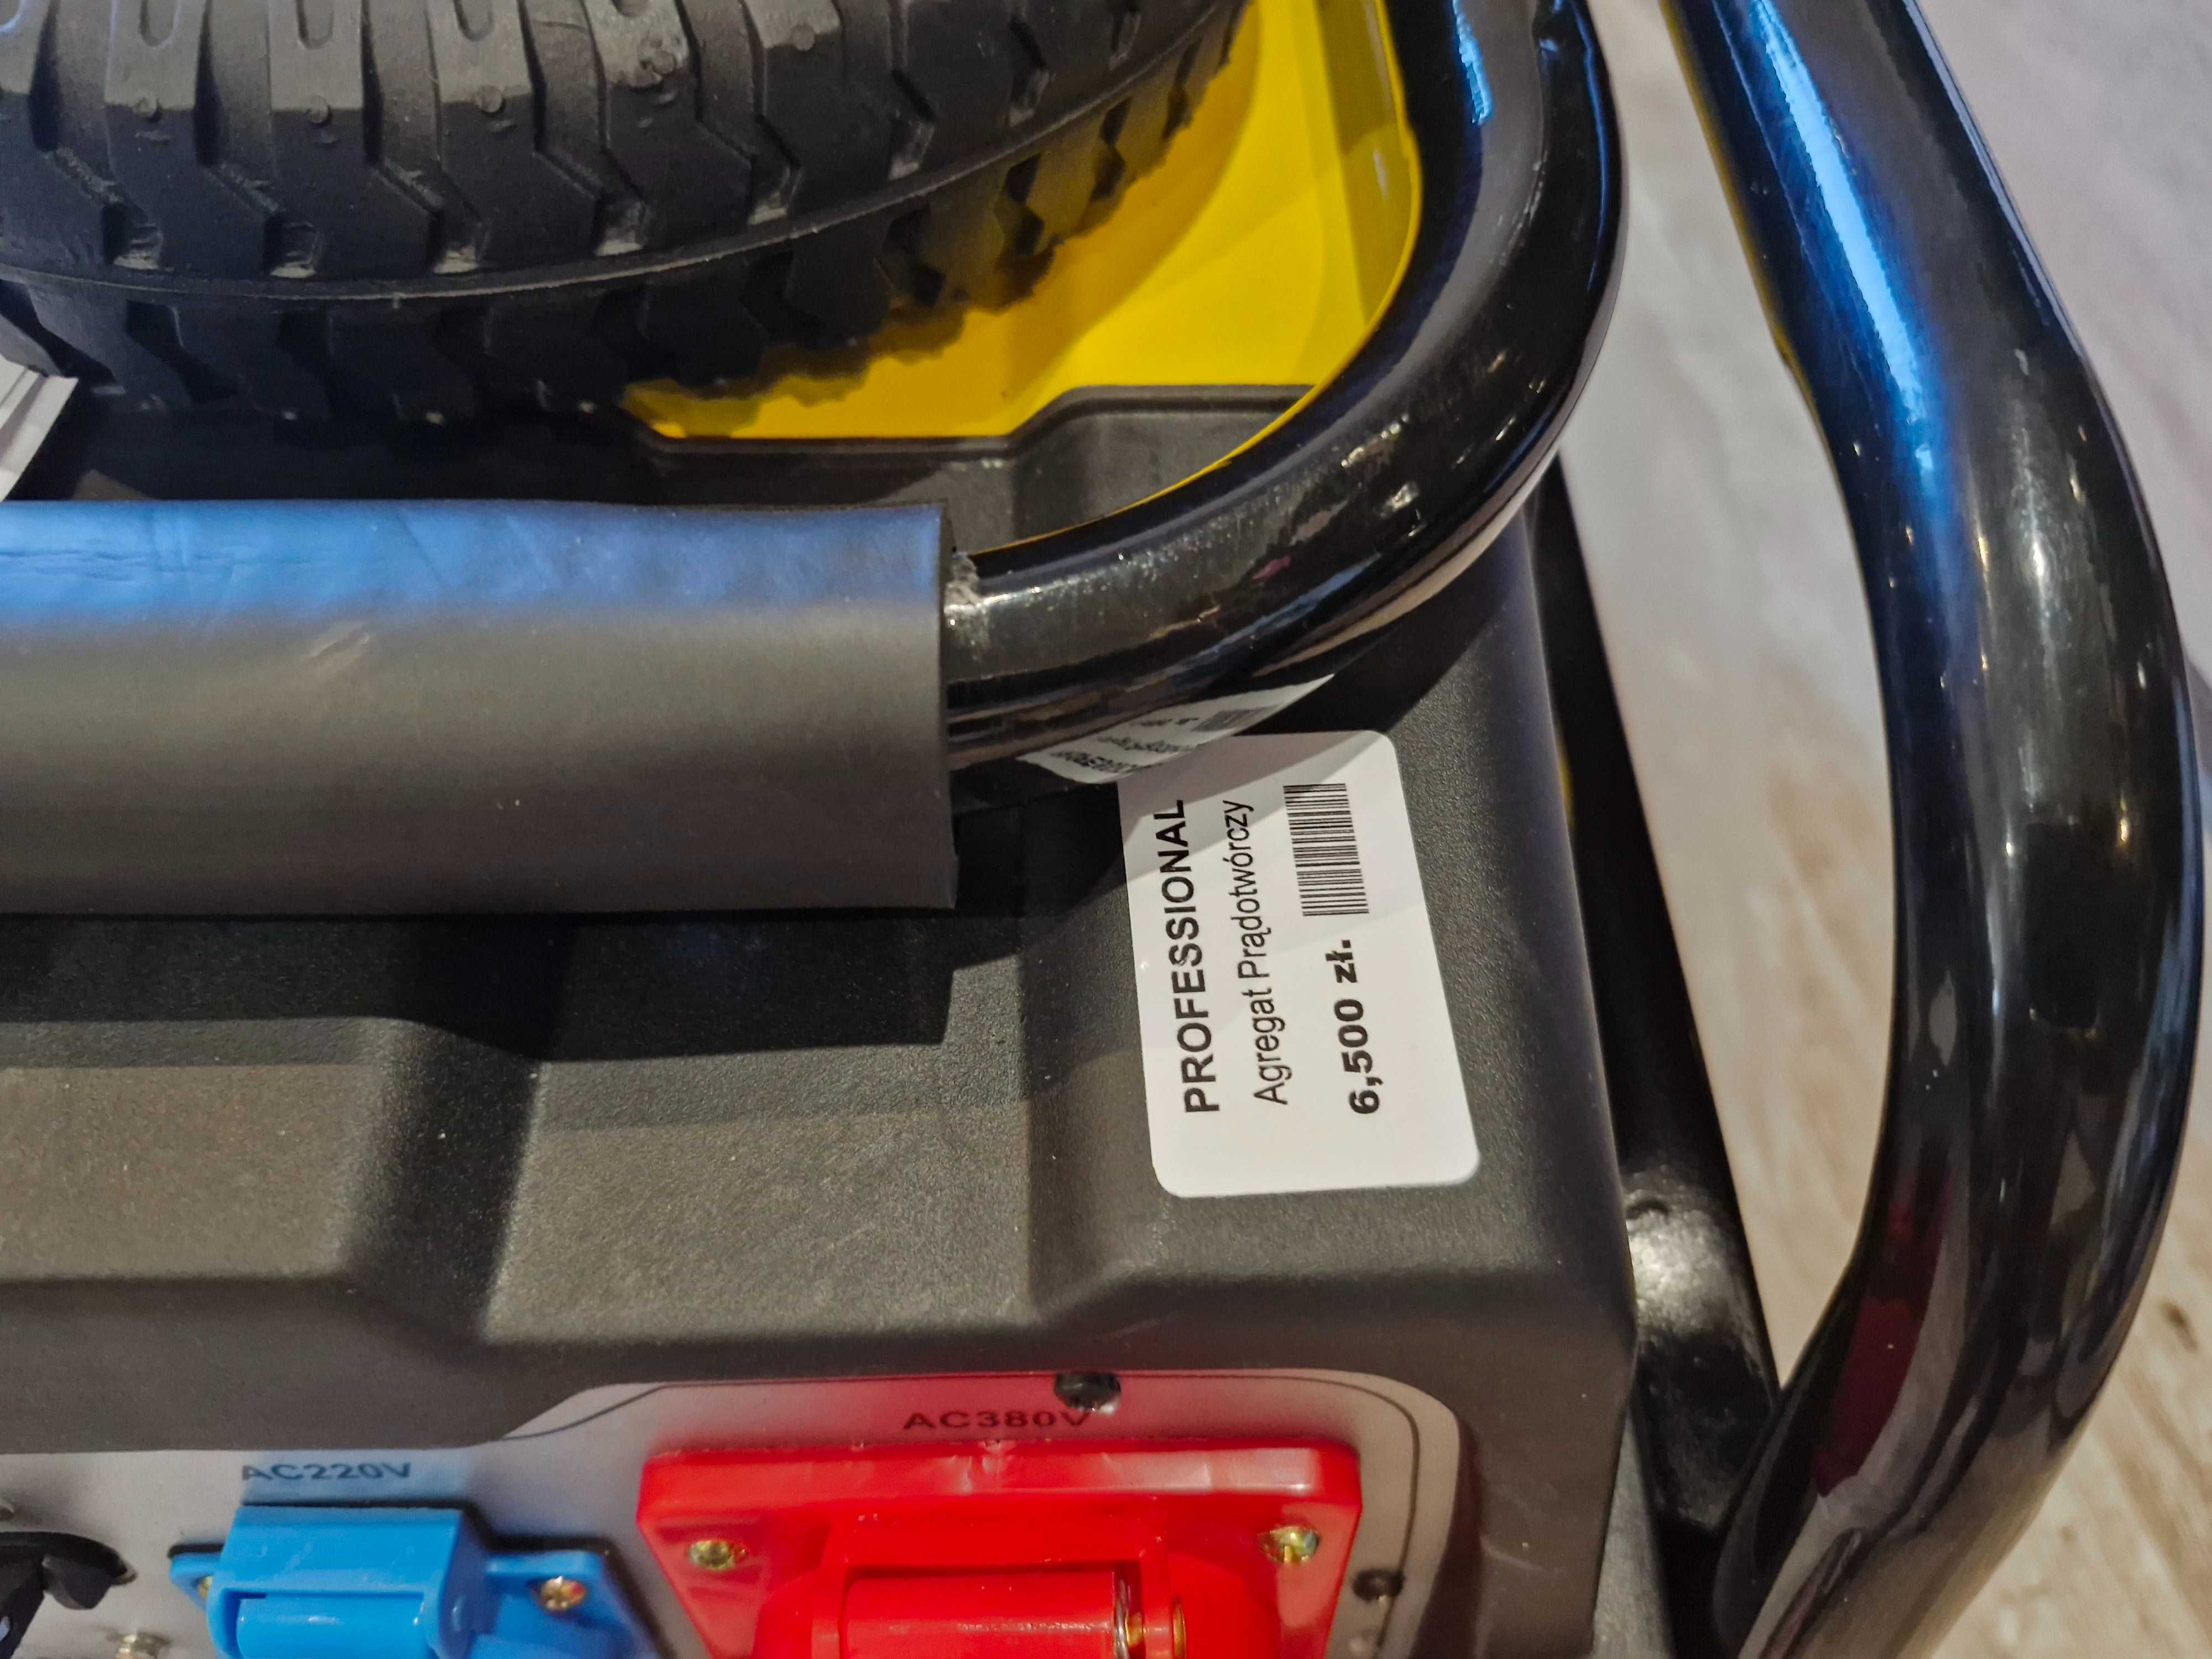 PROFESSIONAL
Agregat Prądotwórczy
6,500 zł.
AC380V
AC220V